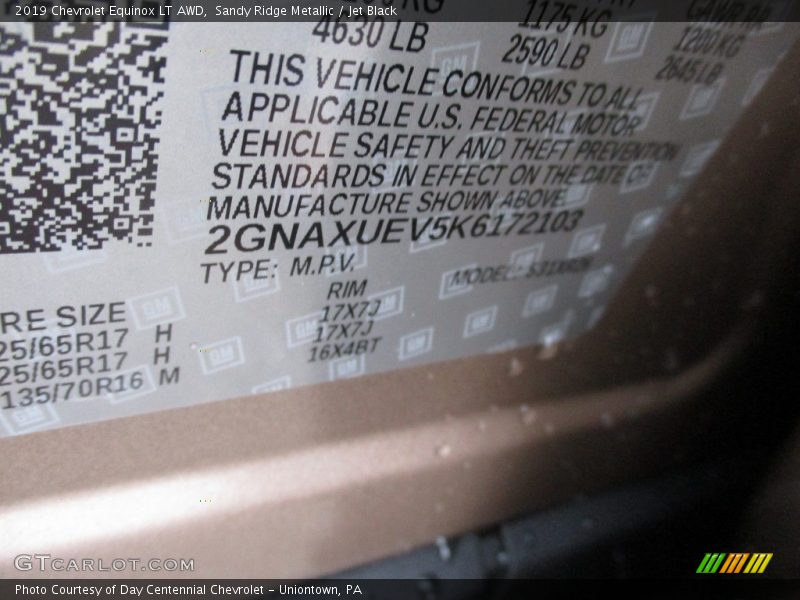 2019 Chevrolet Equinox LT AWD, Sandy Ridge Metallic / Jet Black
KG 1175 KG 1200 KG
4630 LB 2590 LB 2645 LB
THIS VEHICLE CONFORMS TO ALL
APPLICABLE U.S. FEDERAL MOTOR
VEHICLE SAFETY AND THEFT PREVENTION
STANDARDS IN EFFECT ON THE DATE OF
MANUFACTURE SHOWN ABOVE
2GNAXUEV5K6172103
TYPE: M.P.V. MODEL:
RE SIZE RIM
25/65R17 H 17X7J
25/65R17 H 17X7J
135/70R16 M 16X4BT
GTCARLOT.COM
Photo Courtesy of Day Centennial Chevrolet - Uniontown, PA